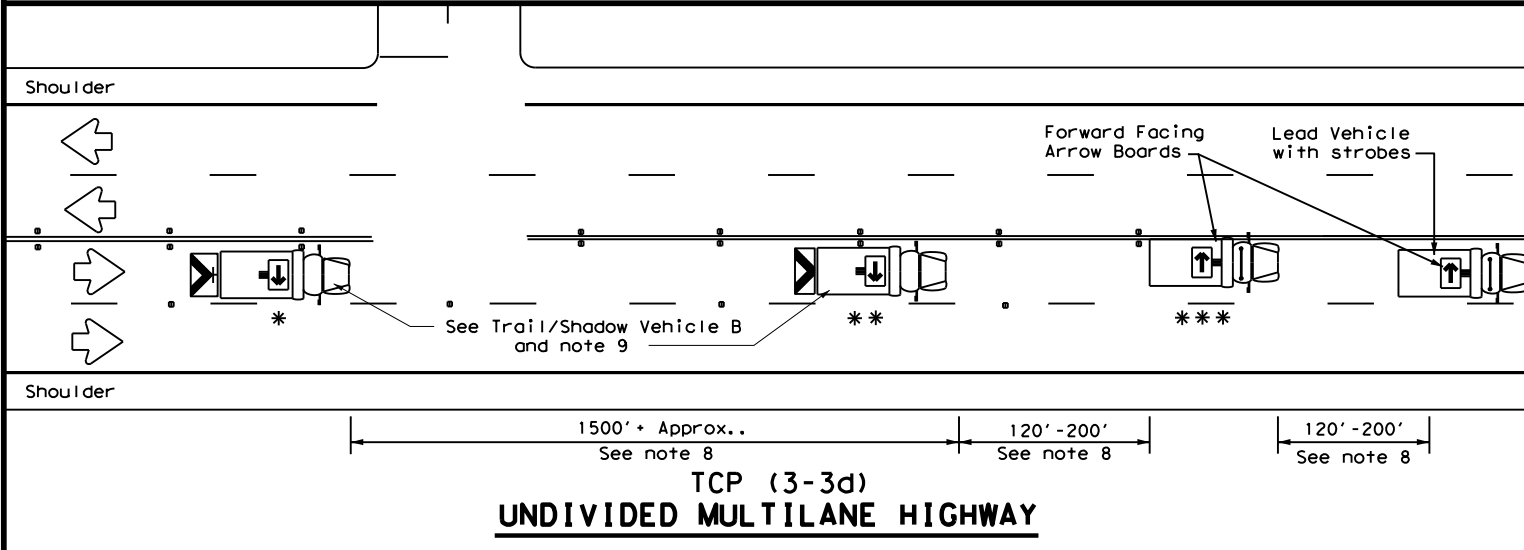 Shoulder
Forward Facing
Arrow Boards
Lead Vehicle
with strobes
*
**
***
See Trail/Shadow Vehicle B
and note 9
Shoulder
1500'+ Approx..
See note 8
120'-200'
See note 8
120'-200'
See note 8
TCP (3-3d)
UNDIVIDED MULTILANE HIGHWAY